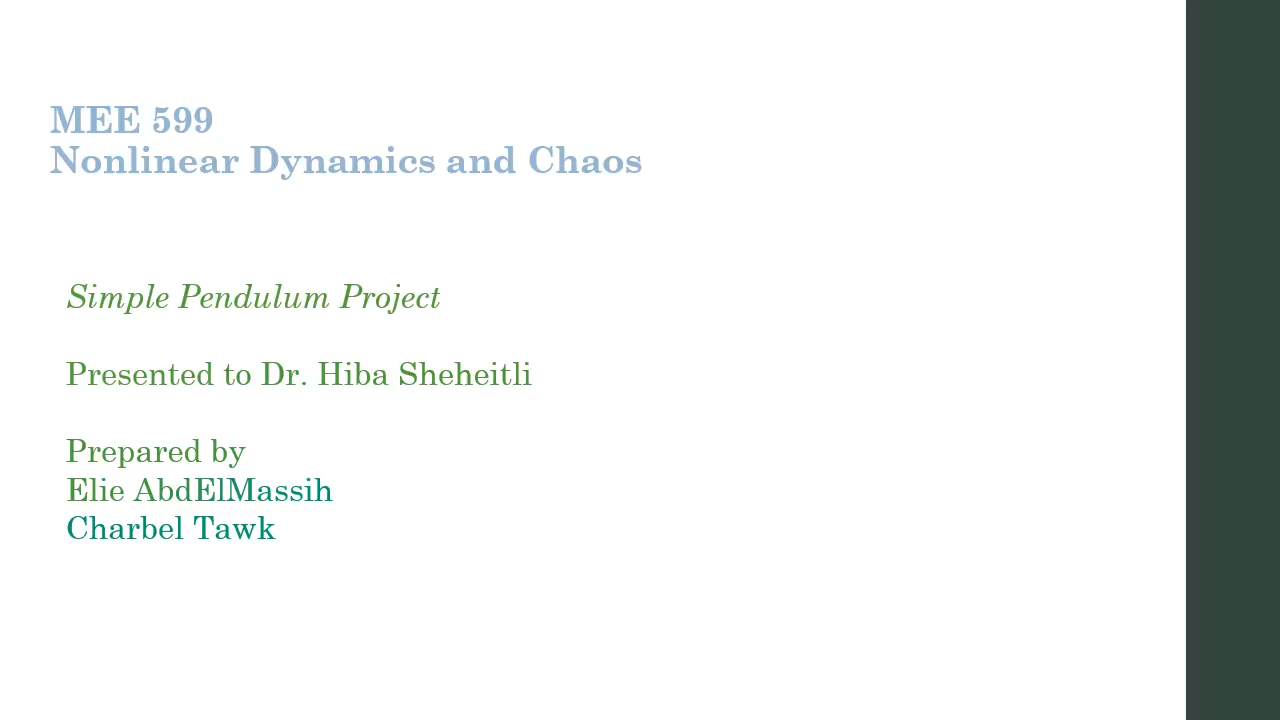 MEE 599
Nonlinear Dynamics and Chaos
Simple Pendulum Project
Presented to Dr. Hiba Sheheitli
Prepared by
Elie AbdElMassih
Charbel Tawk